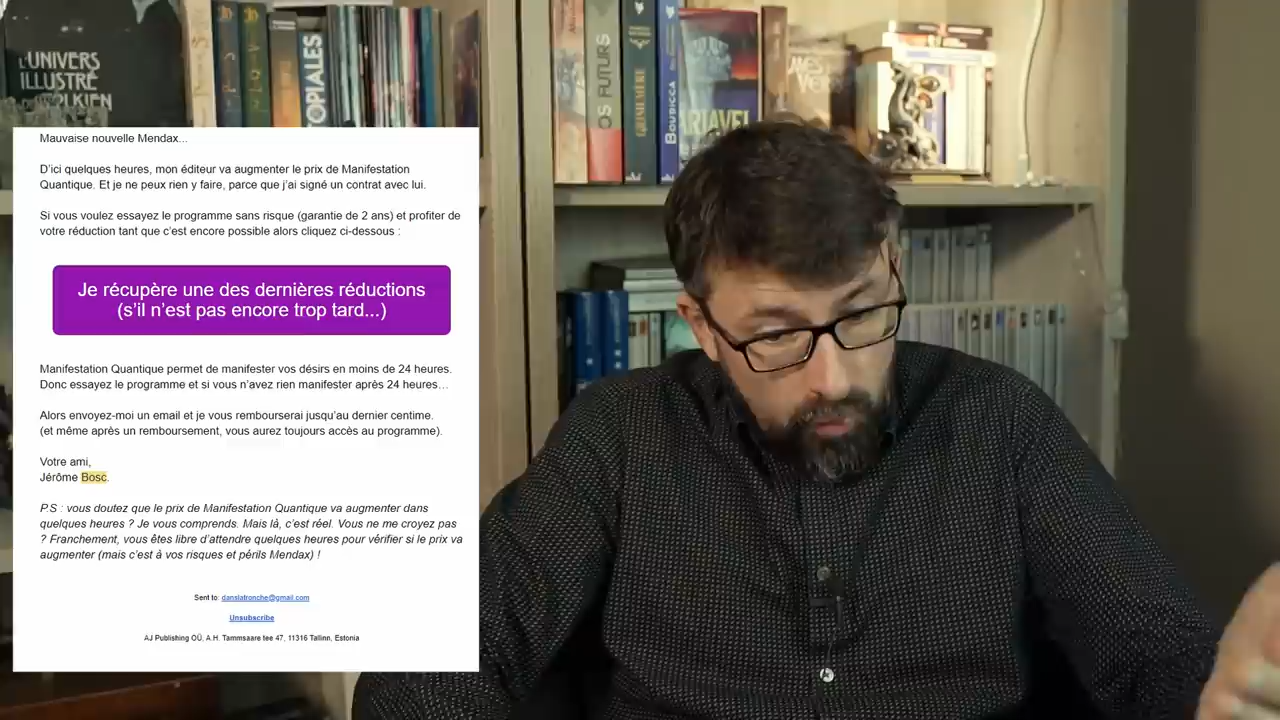 L'UNIVERS
ILLUSTRÉ
TOLKIEN
TOPIALES
FUTURS
BOUDICCA
Mauvaise nouvelle Mendax...
D'ici quelques heures, mon éditeur va augmenter le prix de Manifestation
Quantique. Et je ne peux rien y faire, parce que j'ai signé un contrat avec lui.
Si vous voulez essayez le programme sans risque (garantie de 2 ans) et profiter de
votre réduction tant que c'est encore possible alors cliquez ci-dessous :
Je récupère une des dernières réductions
(s'il n'est pas encore trop tard...)
Manifestation Quantique permet de manifester vos désirs en moins de 24 heures.
Donc essayez le programme et si vous n'avez rien manifester après 24 heures…
Alors envoyez-moi un email et je vous rembourserai jusqu'au dernier centime.
(et même après un remboursement, vous aurez toujours accès au programme).
Votre ami,
Jérôme Bosc.
P.S : vous doutez que le prix de Manifestation Quantique va augmenter dans
quelques heures ? Je vous comprends. Mais là, c'est réel. Vous ne me croyez pas
? Franchement, vous êtes libre d'attendre quelques heures pour vérifier si le prix va
augmenter (mais c'est à vos risques et périls Mendax) !
Sent to: danslatronche@gmail.com
Unsubscribe
AJ Publishing OÜ, A.H. Tammsaare tee 47, 11316 Tallinn, Estonia